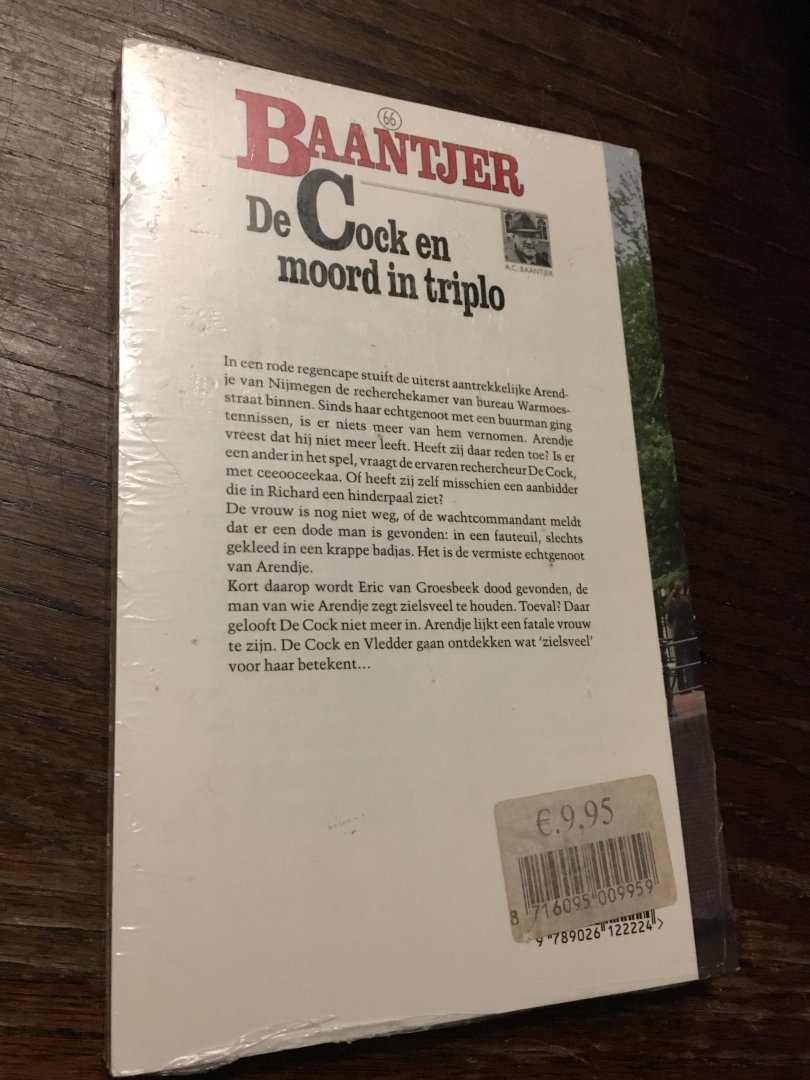 66
BAANTJER
De Cock en
moord in triplo
A.C. BAANTJER
In een rode regencape stuift de uiterst aantrekkelijke Arend-
je van Nijmegen de recherchekamer van bureau Warmoes-
straat binnen. Sinds haar echtgenoot met een buurman ging
tennissen, is er niets meer van hem vernomen. Arendje
vreest dat hij niet meer leeft. Heeft zij daar reden toe? Is er
een ander in het spel, vraagt de ervaren rechercheur De Cock,
met ceeooceekaa. Of heeft zij zelf misschien een aanbidder
die in Richard een hinderpaal ziet?
De vrouw is nog niet weg, of de wachtcommandant meldt
dat er een dode man is gevonden: in een fauteuil, slechts
gekleed in een krappe badjas. Het is de vermiste echtgenoot
van Arendje.
Kort daarop wordt Eric van Groesbeek dood gevonden, de
man van wie Arendje zegt zielsveel te houden. Toeval? Daar
gelooft De Cock niet meer in. Arendje lijkt een fatale vrouw
te zijn. De Cock en Vledder gaan ontdekken wat ‘zielsveel’
voor haar betekent...
€.9,95
8 716095 009959
9 789026 122224 >